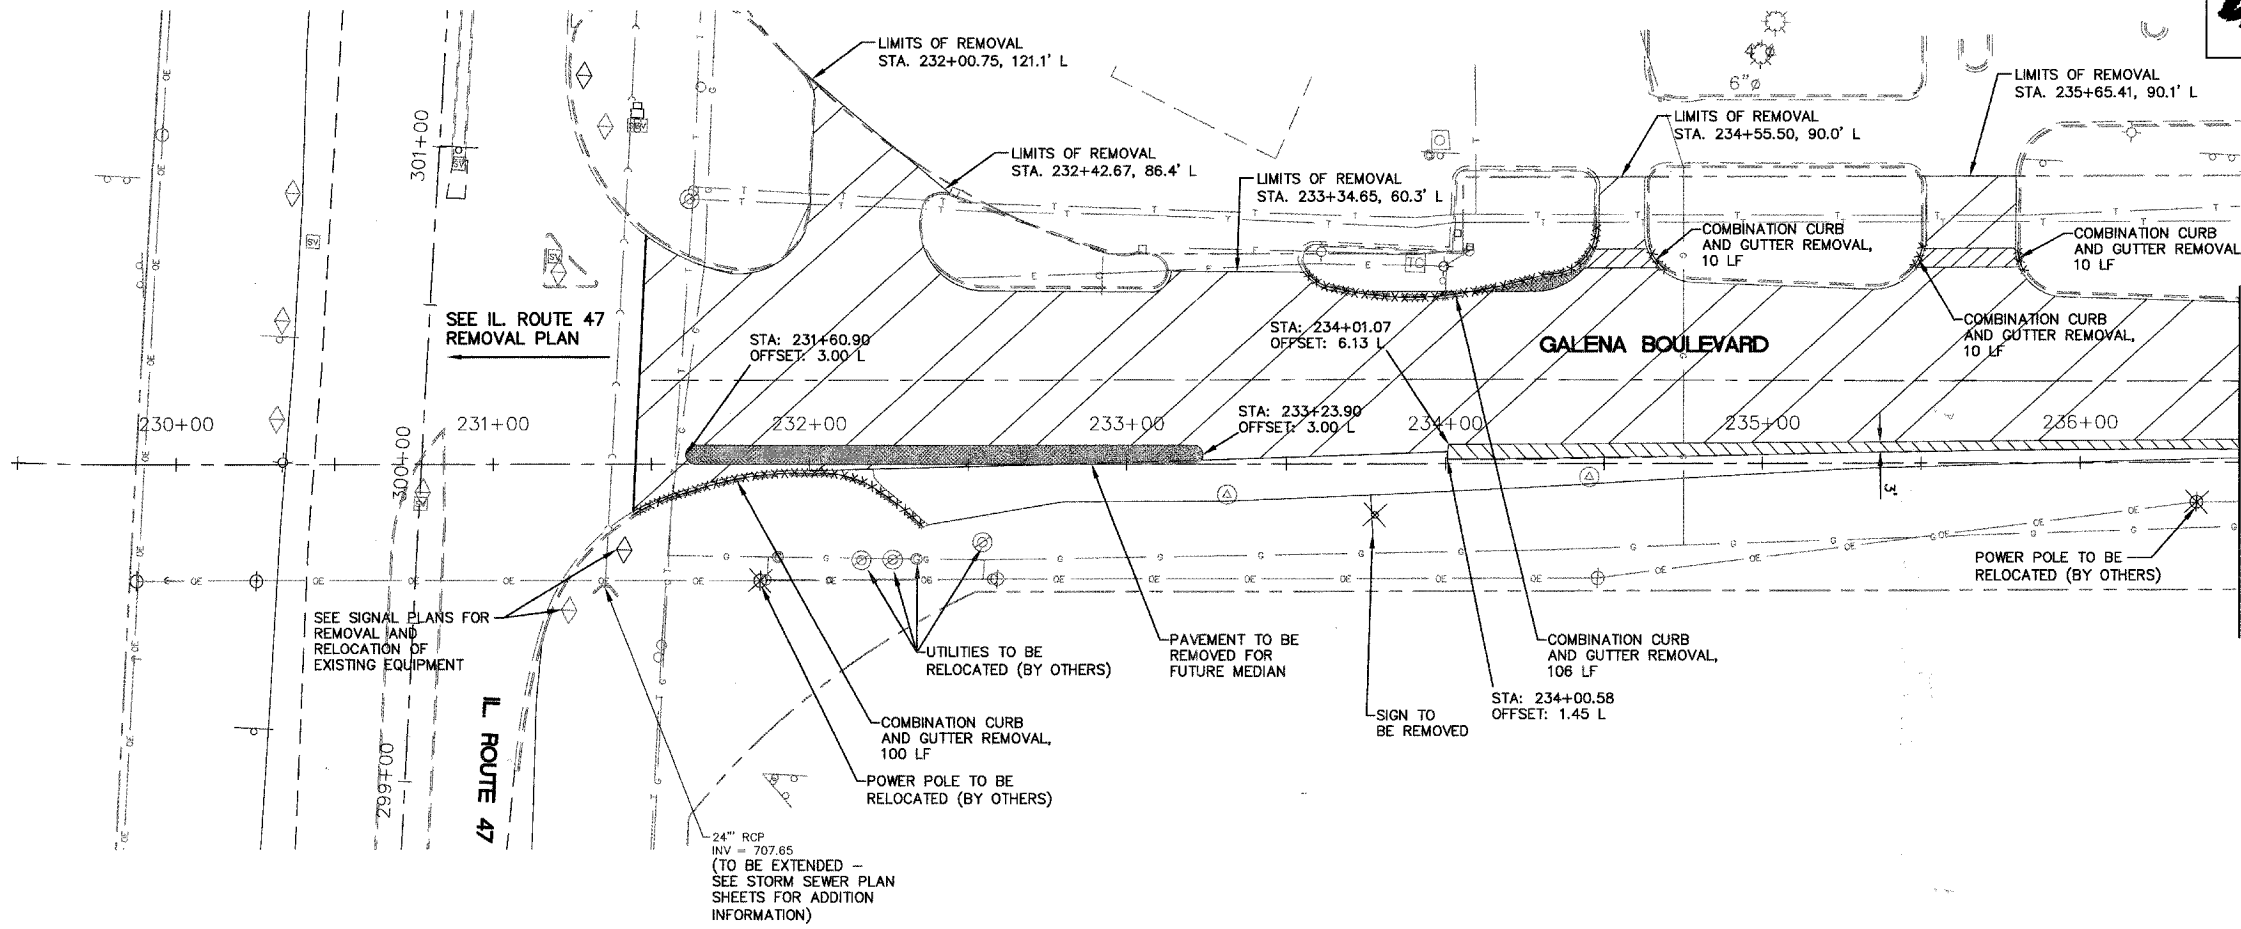 LIMITS OF REMOVAL
STA. 232+00.75, 121.1' L
LIMITS OF REMOVAL
STA. 235+65.41, 90.1' L
6"ø
LIMITS OF REMOVAL
STA. 234+55.50, 90.0' L
301+00
LIMITS OF REMOVAL
STA. 232+42.67, 86.4' L
LIMITS OF REMOVAL
STA. 233+34.65, 60.3' L
COMBINATION CURB
AND GUTTER REMOVAL,
10 LF
COMBINATION CURB
AND GUTTER REMOVAL
10 LF
SEE IL. ROUTE 47
REMOVAL PLAN
STA: 231+60.90
OFFSET: 3.00 L
STA: 234+01.07
OFFSET: 6.13 L
GALENA BOULEVARD
COMBINATION CURB
AND GUTTER REMOVAL,
10 LF
STA: 233+23.90
OFFSET: 3.00 L
230+00
231+00
232+00
233+00
234+00
235+00
236+00
300+00
3'
SEE SIGNAL PLANS FOR
REMOVAL AND
RELOCATION OF
EXISTING EQUIPMENT
POWER POLE TO BE
RELOCATED (BY OTHERS)
UTILITIES TO BE
RELOCATED (BY OTHERS)
PAVEMENT TO BE
REMOVED FOR
FUTURE MEDIAN
COMBINATION CURB
AND GUTTER REMOVAL,
106 LF
STA: 234+00.58
OFFSET: 1.45 L
SIGN TO
BE REMOVED
COMBINATION CURB
AND GUTTER REMOVAL,
100 LF
IL ROUTE 47
299+00
POWER POLE TO BE
RELOCATED (BY OTHERS)
24"' RCP
INV = 707.65
(TO BE EXTENDED –
SEE STORM SEWER PLAN
SHEETS FOR ADDITION
INFORMATION)